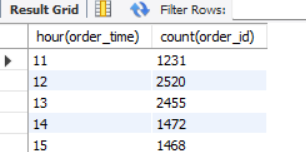 Result Grid Filter Rows:
hour(order_time) count(order_id)
11 1231
12 2520
13 2455
14 1472
15 1468